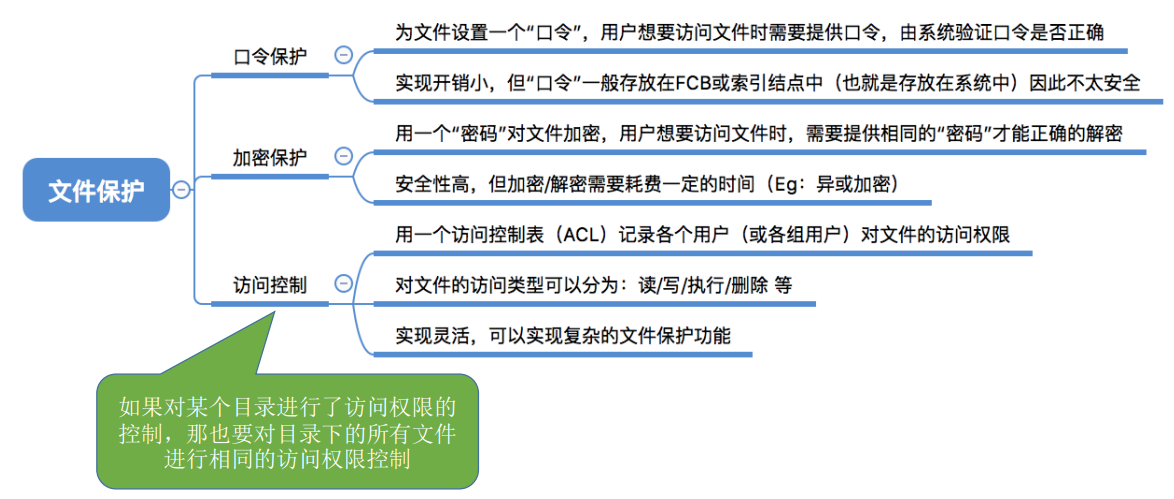 文件保护
口令保护
为文件设置一个“口令”，用户想要访问文件时需要提供口令，由系统验证口令是否正确
实现开销小，但“口令”一般存放在FCB或索引结点中（也就是存放在系统中）因此不太安全
加密保护
用一个“密码”对文件加密，用户想要访问文件时，需要提供相同的“密码”才能正确的解密
安全性高，但加密/解密需要耗费一定的时间（Eg：异或加密）
访问控制
用一个访问控制表（ACL）记录各个用户（或各组用户）对文件的访问权限
对文件的访问类型可以分为：读/写/执行/删除 等
实现灵活，可以实现复杂的文件保护功能
如果对某个目录进行了访问权限的
控制，那也要对目录下的所有文件
进行相同的访问权限控制